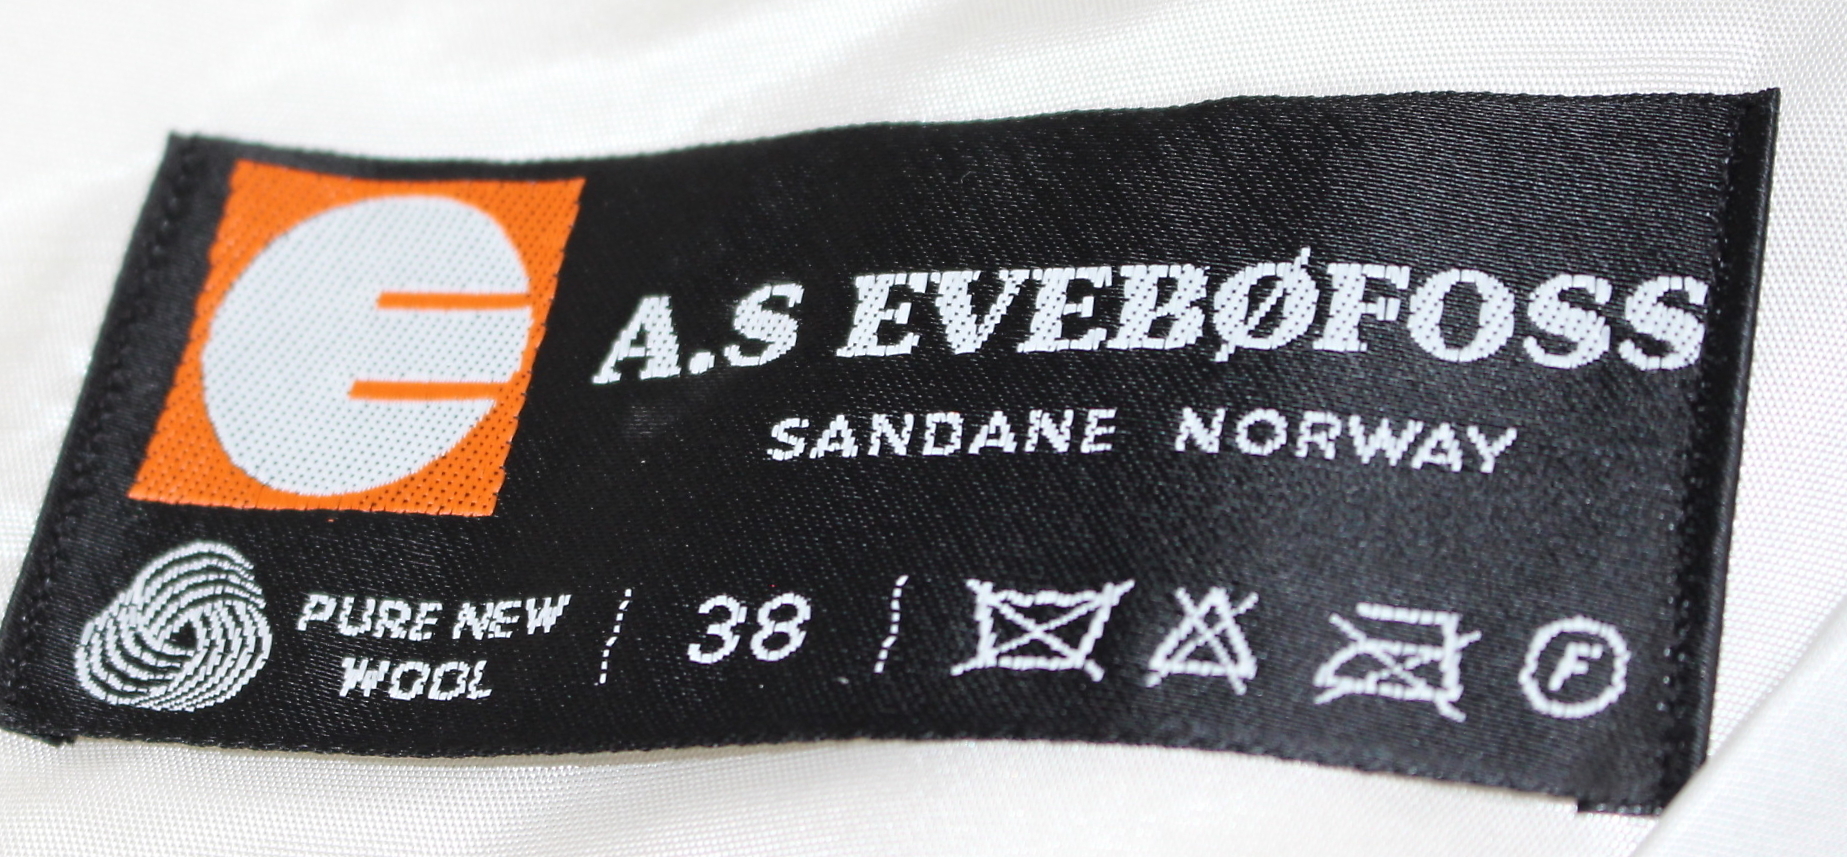 A.S EVEBØFOSS
SANDANE NORWAY
PURE NEW
WOOL
38
F